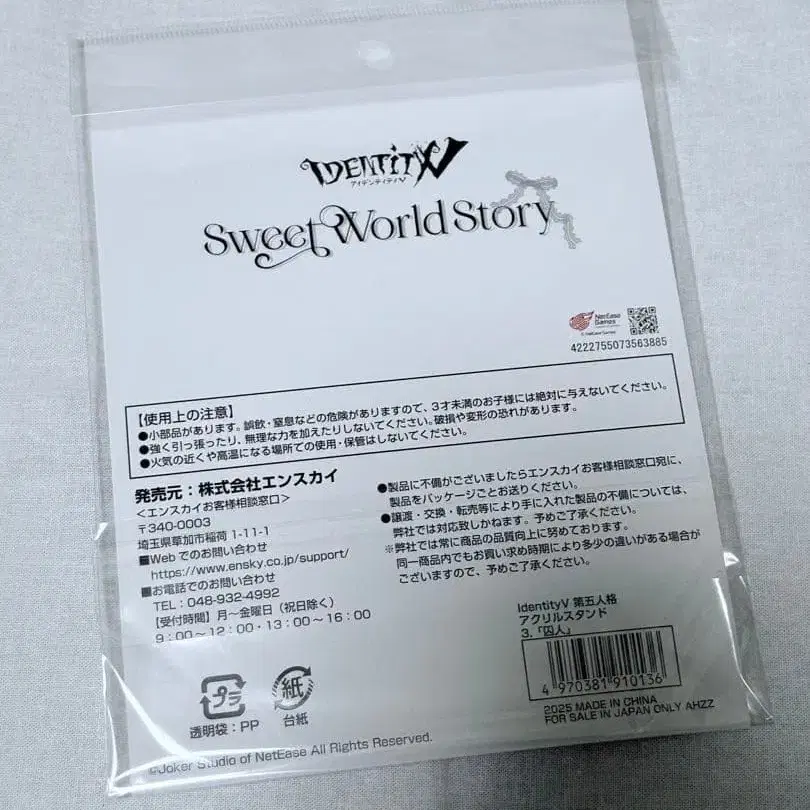 IDENTITY V
アイデンティティV
Sweet World Story
NetEase Games
© NetEase Games
4222755073563885
【使用上の注意】
●小部品があります。誤飲・窒息などの危険がありますので、3才未満のお子様には絶対に与えないでください。
●強く引っ張ったり、無理な力を加えたりしないでください。破損や変形の恐れがあります。
●火気の近くや高温になる場所での使用・保管はしないでください。
発売元：株式会社エンスカイ
＜エンスカイお客様相談窓口＞
〒340-0003
埼玉県草加市稲荷 1-11-1
■Web でのお問い合わせ
https://www.ensky.co.jp/support/
■お電話でのお問い合わせ
TEL：048-932-4992
【受付時間】月～金曜日（祝日除く）
9：00～12：00・13：00～16：00
●製品に不備がございましたらエンスカイお客様相談窓口宛に、
製品をパッケージごとお送りください。
●譲渡・交換・転売等により手に入れた製品の不備については、
弊社では対応致しかねます。予めご了承ください。
※弊社では常に商品の品質向上に努めております。
同一商品内でもお買い求め時期により多少の違いがある場合が
ございますので、予めご了承ください。
IdentityV 第五人格
アクリルスタンド
3.「囚人」
4 970381 910136
2025 MADE IN CHINA
FOR SALE IN JAPAN ONLY AHZZ
プラ
透明袋：PP
紙
台紙
©Joker Studio of NetEase All Rights Reserved.